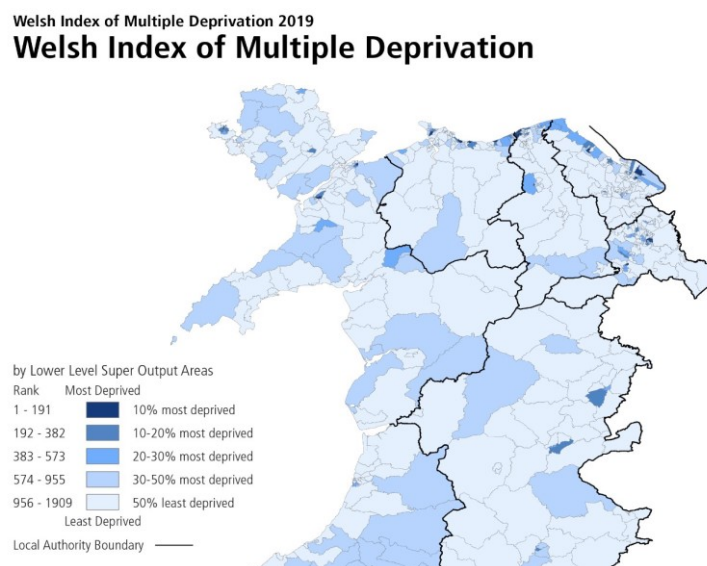 Welsh Index of Multiple Deprivation 2019
Welsh Index of Multiple Deprivation
by Lower Level Super Output Areas
Rank Most Deprived
1 - 191 10% most deprived
192 - 382 10-20% most deprived
383 - 573 20-30% most deprived
574 - 955 30-50% most deprived
956 - 1909 50% least deprived
Least Deprived
Local Authority Boundary